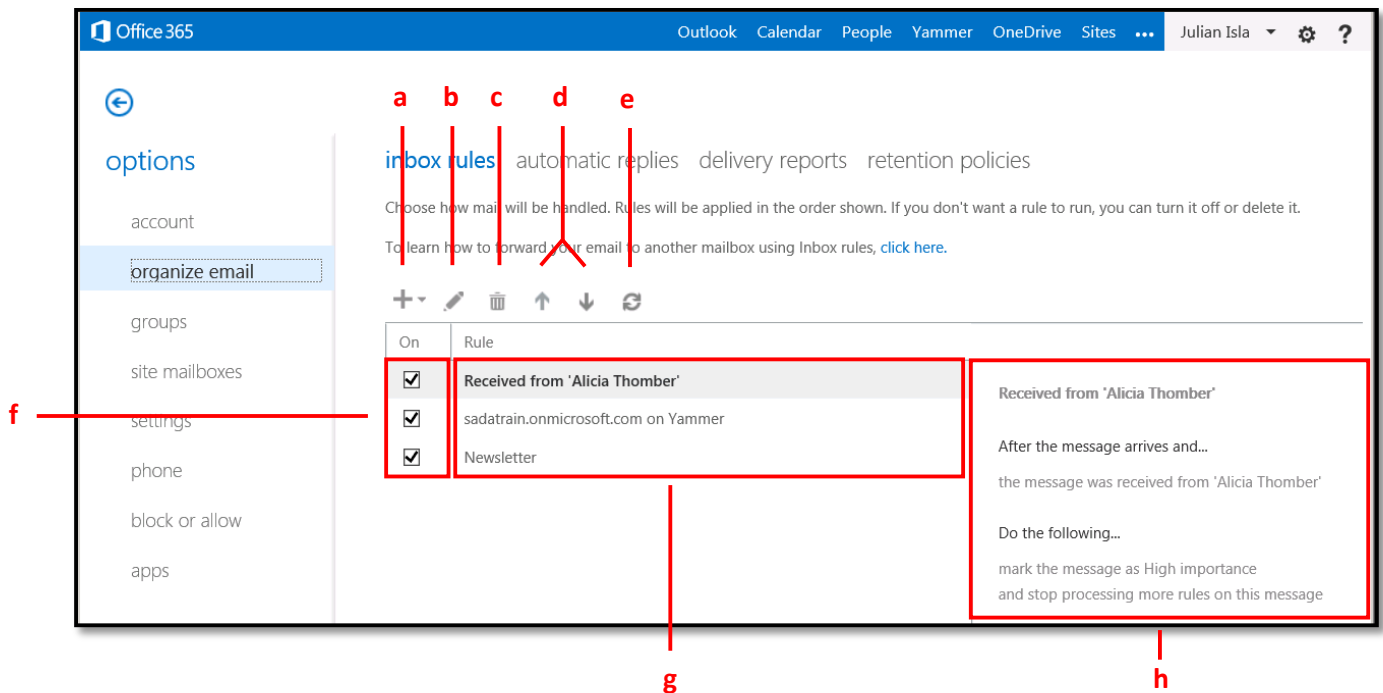 Office 365 Outlook Calendar People Yammer OneDrive Sites ••• Julian Isla ?
a b c d e
options
inbox rules automatic replies delivery reports retention policies
Choose how mail will be handled. Rules will be applied in the order shown. If you don't want a rule to run, you can turn it off or delete it.
To learn how to forward your email to another mailbox using Inbox rules, click here.
account
organize email
groups
site mailboxes
settings
phone
block or allow
apps
On Rule
Received from 'Alicia Thomber'
sadatrain.onmicrosoft.com on Yammer
Newsletter
Received from 'Alicia Thomber'
After the message arrives and...
the message was received from 'Alicia Thomber'
Do the following...
mark the message as High importance
and stop processing more rules on this message
f
g
h